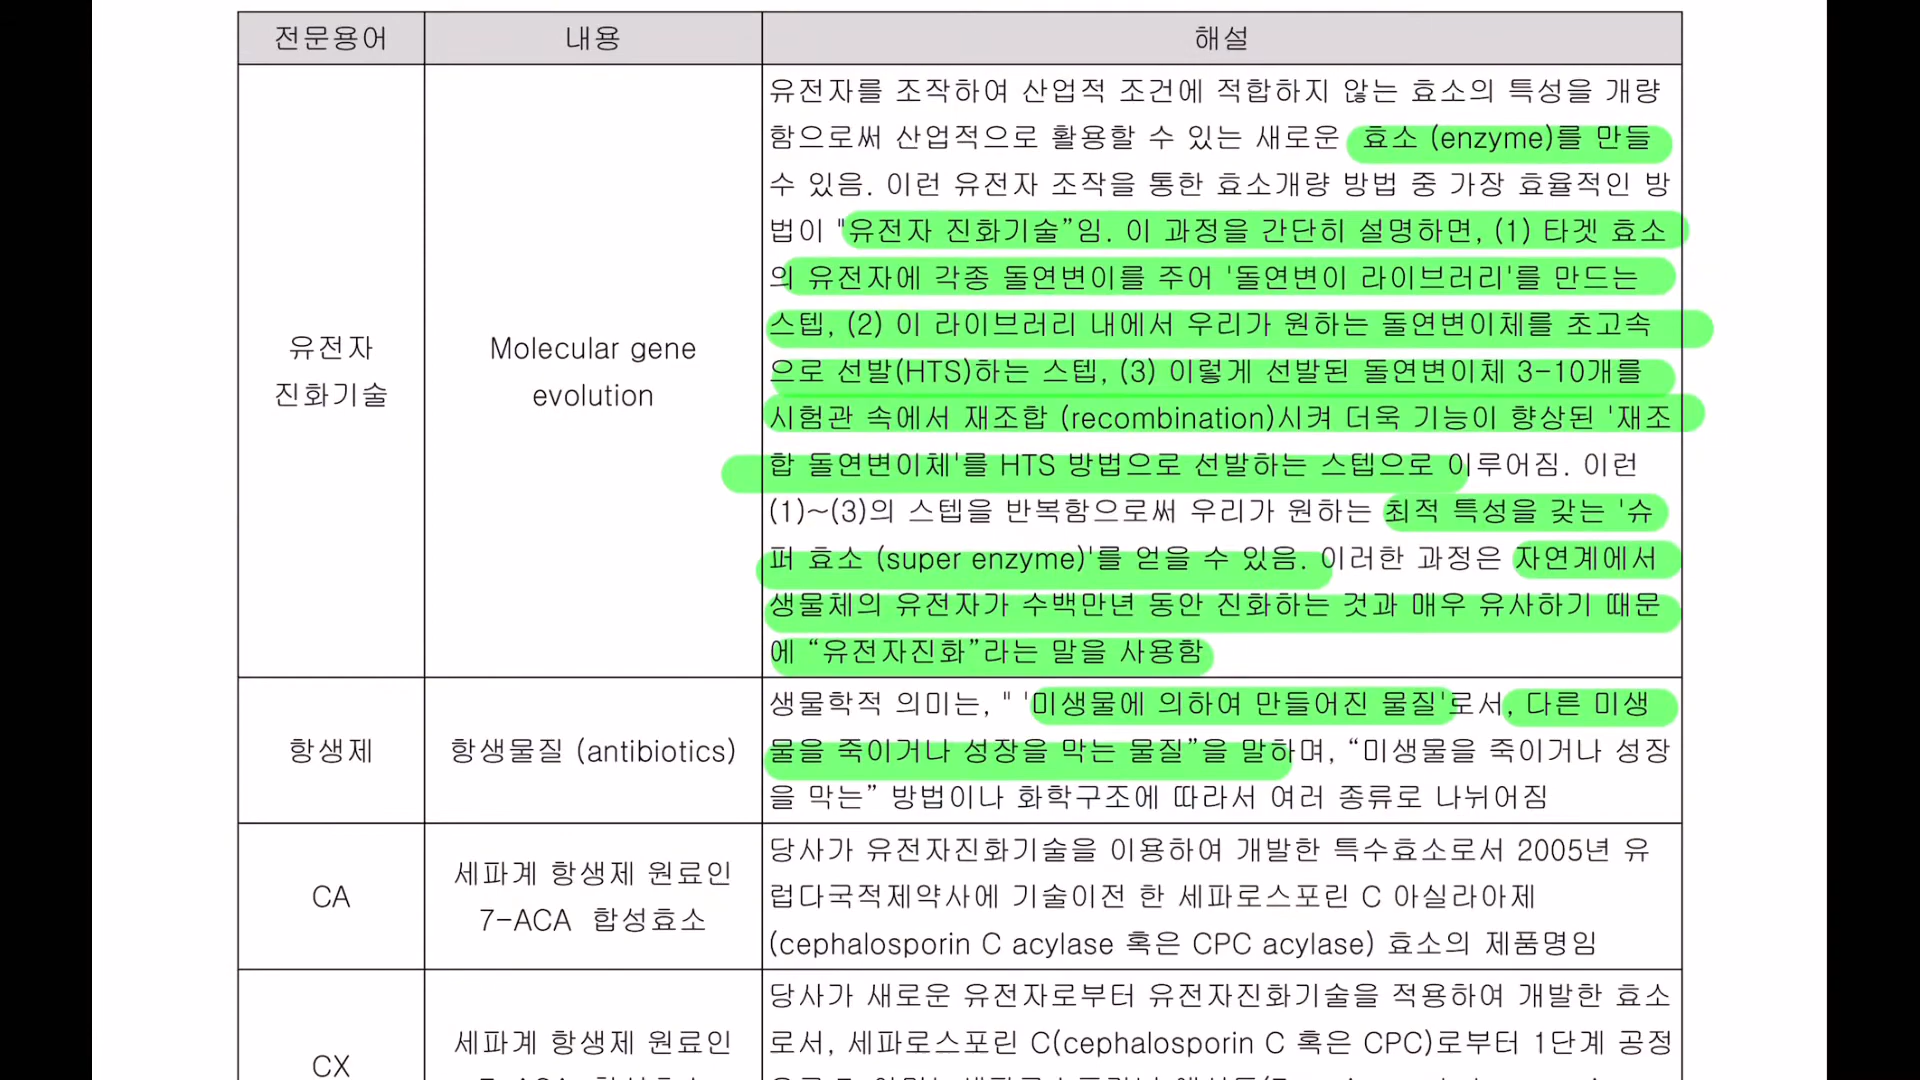 전문용어 내용 해설
유전자를 조작하여 산업적 조건에 적합하지 않는 효소의 특성을 개량
함으로써 산업적으로 활용할 수 있는 새로운 효소 (enzyme)를 만들
수 있음. 이런 유전자 조작을 통한 효소개량 방법 중 가장 효율적인 방
법이 "유전자 진화기술”임. 이 과정을 간단히 설명하면, (1) 타겟 효소
의 유전자에 각종 돌연변이를 주어 '돌연변이 라이브러리'를 만드는
스텝, (2) 이 라이브러리 내에서 우리가 원하는 돌연변이체를 초고속
으로 선발(HTS)하는 스텝, (3) 이렇게 선발된 돌연변이체 3-10개를
시험관 속에서 재조합 (recombination)시켜 더욱 기능이 향상된 '재조
합 돌연변이체'를 HTS 방법으로 선발하는 스텝으로 이루어짐. 이런
(1)~(3)의 스텝을 반복함으로써 우리가 원하는 최적 특성을 갖는 '슈
퍼 효소 (super enzyme)'를 얻을 수 있음. 이러한 과정은 자연계에서
생물체의 유전자가 수백만년 동안 진화하는 것과 매우 유사하기 때문
에 “유전자진화”라는 말을 사용함
유전자
진화기술
Molecular gene
evolution
항생제
항생물질 (antibiotics)
생물학적 의미는, " '미생물에 의하여 만들어진 물질'로서, 다른 미생
물을 죽이거나 성장을 막는 물질”을 말하며, “미생물을 죽이거나 성장
을 막는” 방법이나 화학구조에 따라서 여러 종류로 나뉘어짐
CA
세파계 항생제 원료인
7-ACA 합성효소
당사가 유전자진화기술을 이용하여 개발한 특수효소로서 2005년 유
럽다국적제약사에 기술이전 한 세파로스포린 C 아실라아제
(cephalosporin C acylase 혹은 CPC acylase) 효소의 제품명임
CX
세파계 항생제 원료인
당사가 새로운 유전자로부터 유전자진화기술을 적용하여 개발한 효소
로서, 세파로스포린 C(cephalosporin C 혹은 CPC)로부터 1단계 공정